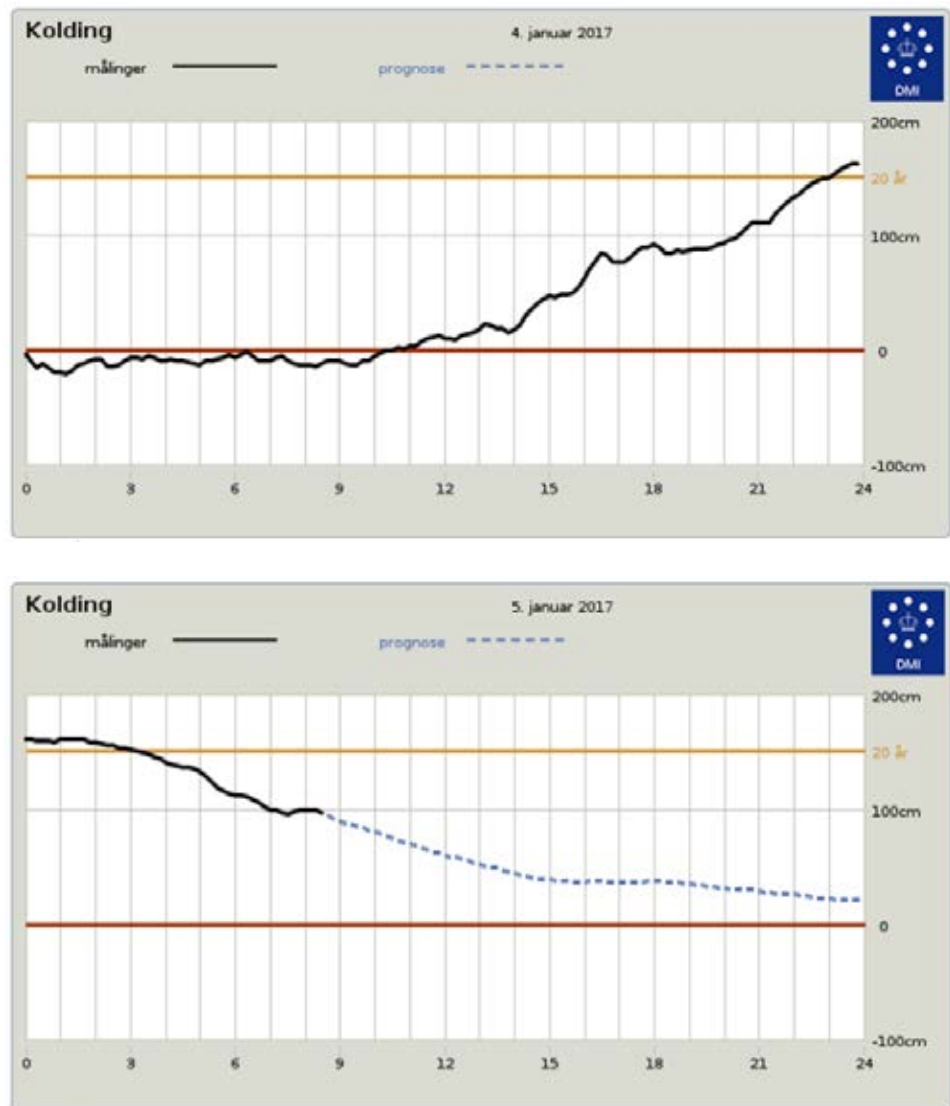 Kolding 4. januar 2017
målinger prognose
DMI
200cm
20 år
100cm
0
-100cm
0 3 6 9 12 15 18 21 24
Kolding 5. januar 2017
målinger prognose
DMI
200cm
20 år
100cm
0
-100cm
0 3 6 9 12 15 18 21 24